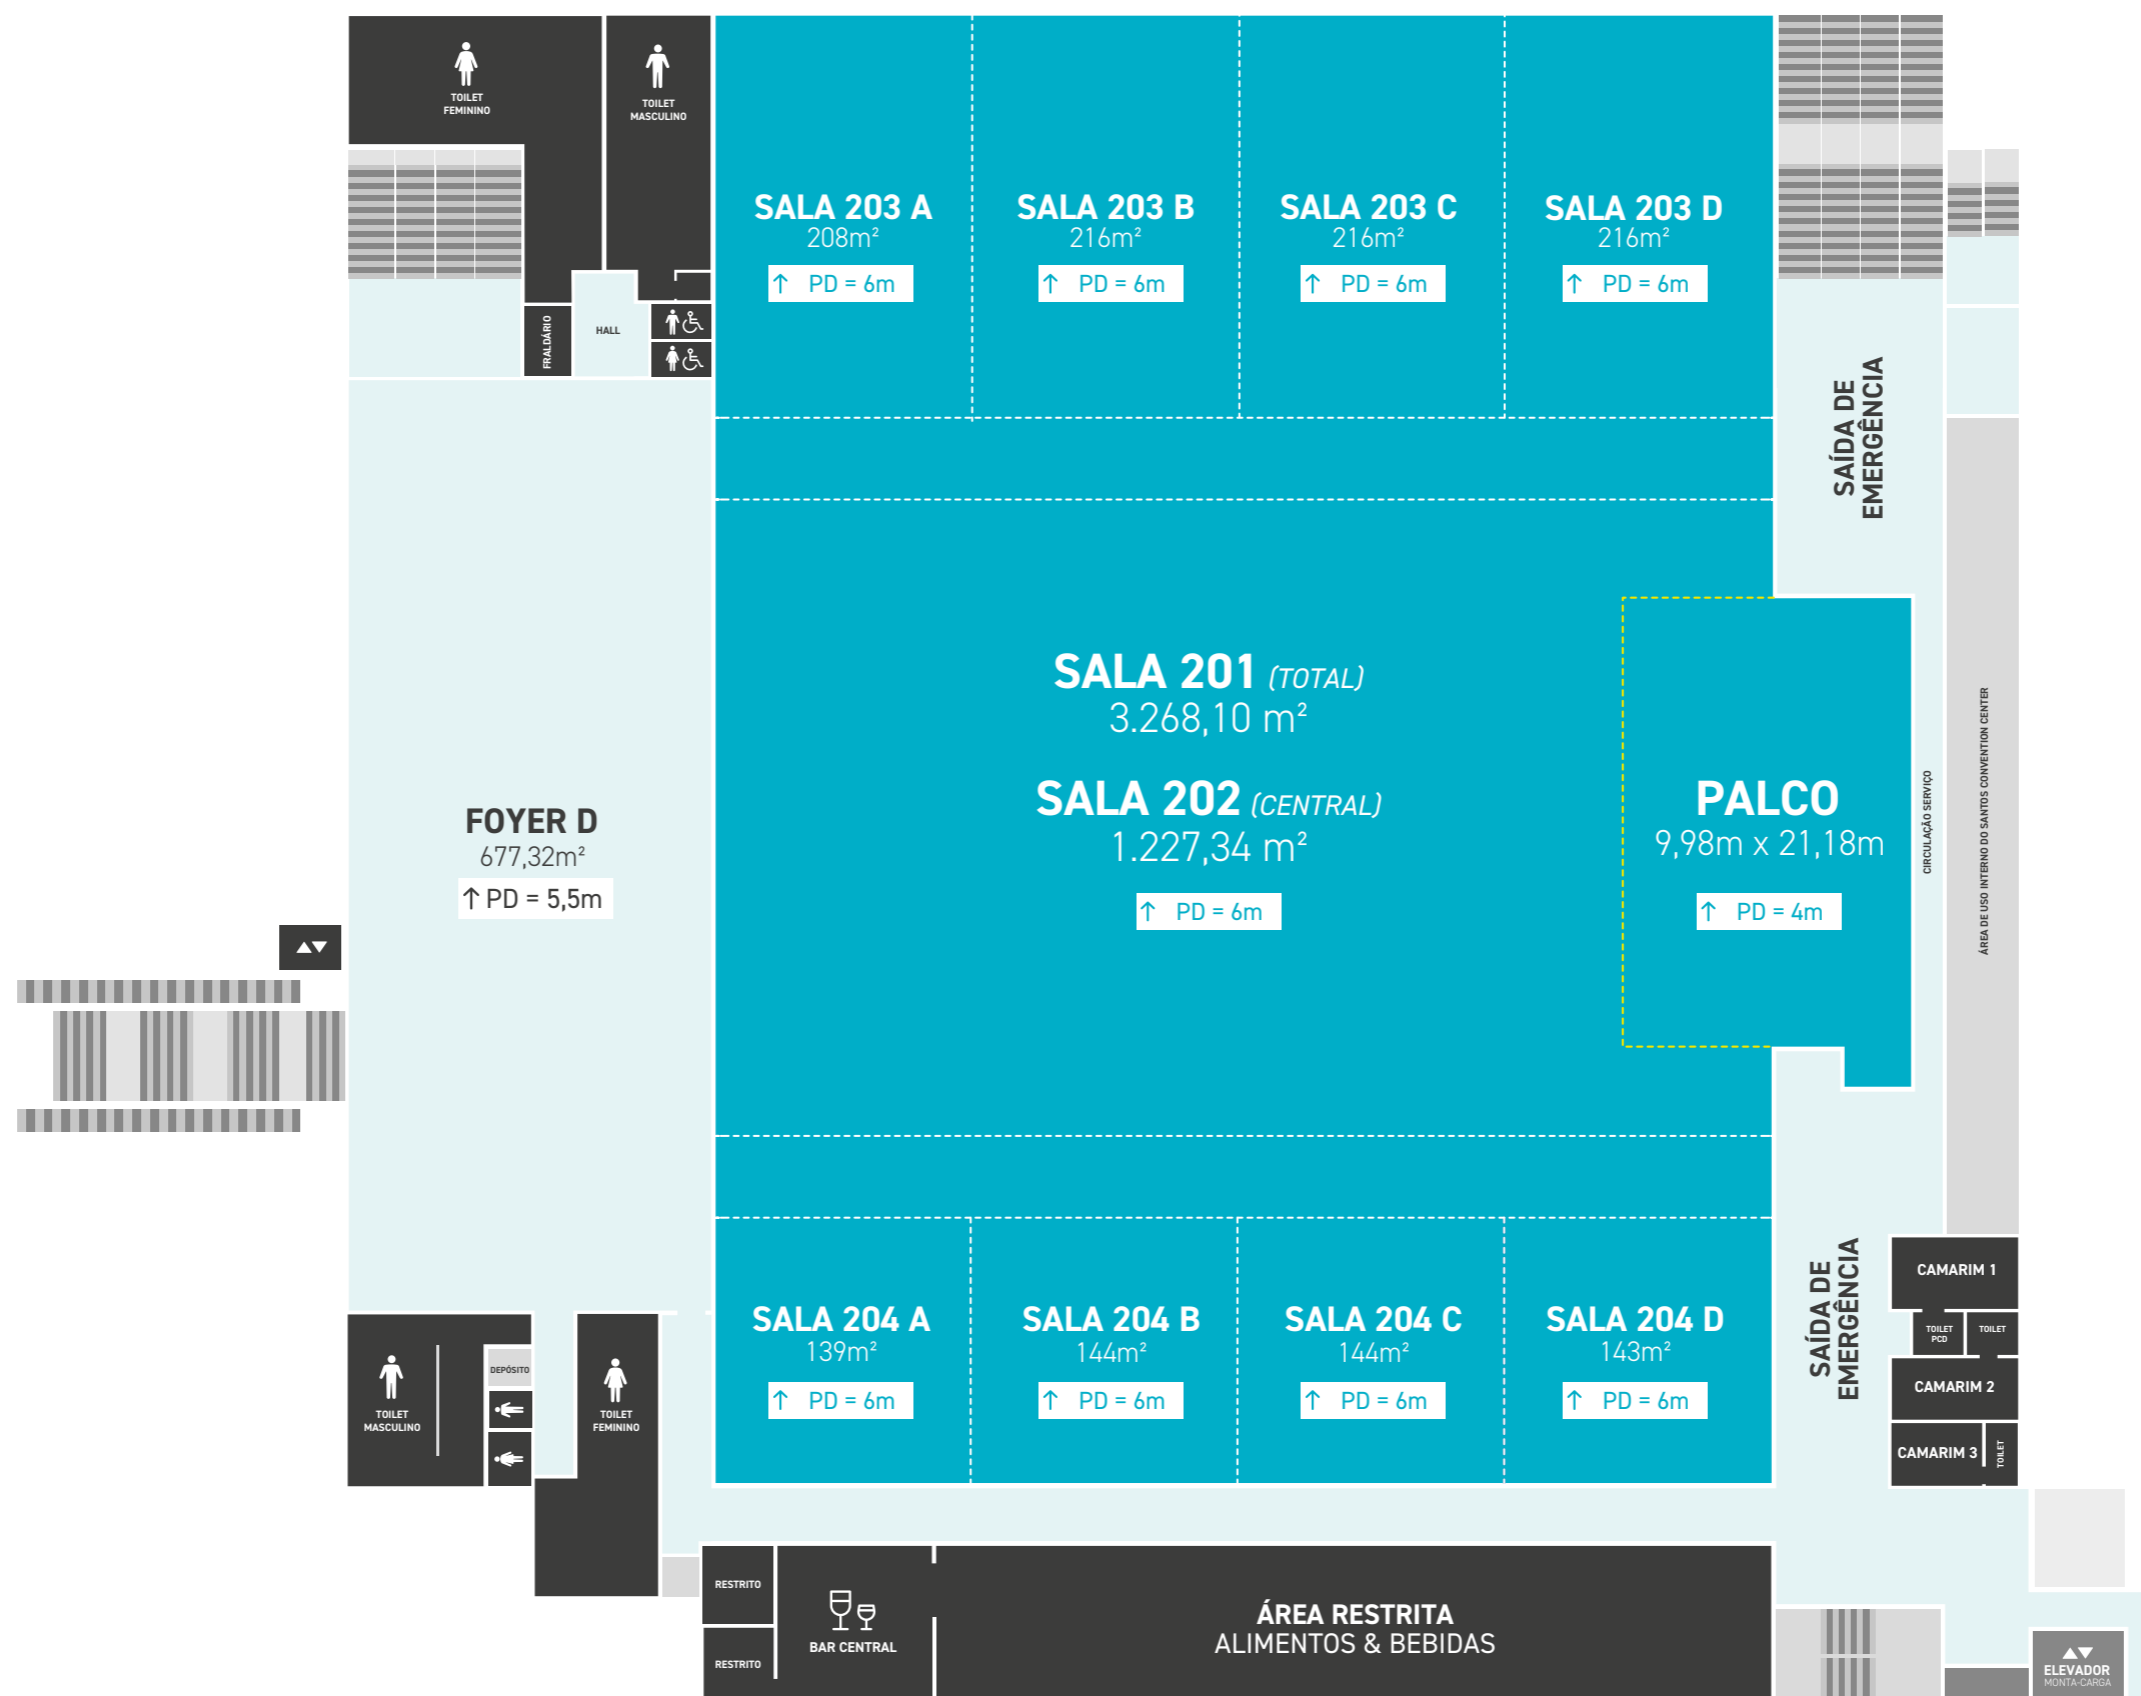 TOILET
FEMININO
TOILET
MASCULINO
SALA 203 A
208m²
PD = 6m
SALA 203 B
216m²
PD = 6m
SALA 203 C
216m²
PD = 6m
SALA 203 D
216m²
PD = 6m
FRALDÁRIO
HALL
SAÍDA DE
EMERGÊNCIA
SALA 201 (TOTAL)
3.268,10 m²
SALA 202 (CENTRAL)
1.227,34 m²
PD = 6m
PALCO
9,98m x 21,18m
PD = 4m
CIRCULAÇÃO SERVIÇO
ÁREA DE USO INTERNO DO SANTOS CONVENTION CENTER
FOYER D
677,32m²
PD = 5,5m
SALA 204 A
139m²
PD = 6m
SALA 204 B
144m²
PD = 6m
SALA 204 C
144m²
PD = 6m
SALA 204 D
143m²
PD = 6m
SAÍDA DE
EMERGÊNCIA
CAMARIM 1
TOILET
PCD
TOILET
CAMARIM 2
CAMARIM 3
TOILET
TOILET
MASCULINO
DEPÓSITO
TOILET
FEMININO
RESTRITO
RESTRITO
BAR CENTRAL
ÁREA RESTRITA
ALIMENTOS & BEBIDAS
ELEVADOR
MONTA-CARGA